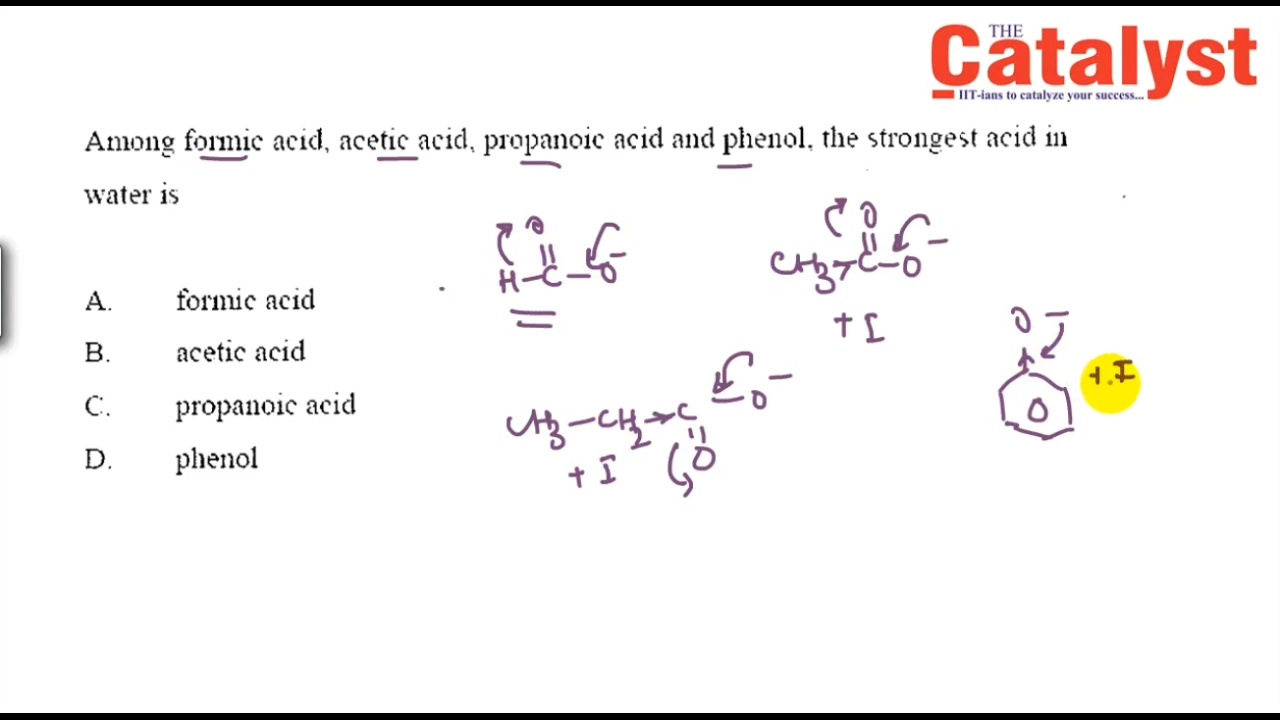 THE
Catalyst
IIT-ians to catalyze your success...
Among formic acid, acetic acid, propanoic acid and phenol, the strongest acid in
water is
A. formic acid
B. acetic acid
C. propanoic acid
D. phenol
O
H-C-O-
O
CH3-C-O-
+ I
O-
+ I
O
CH3-CH2→C O-
O
+ I